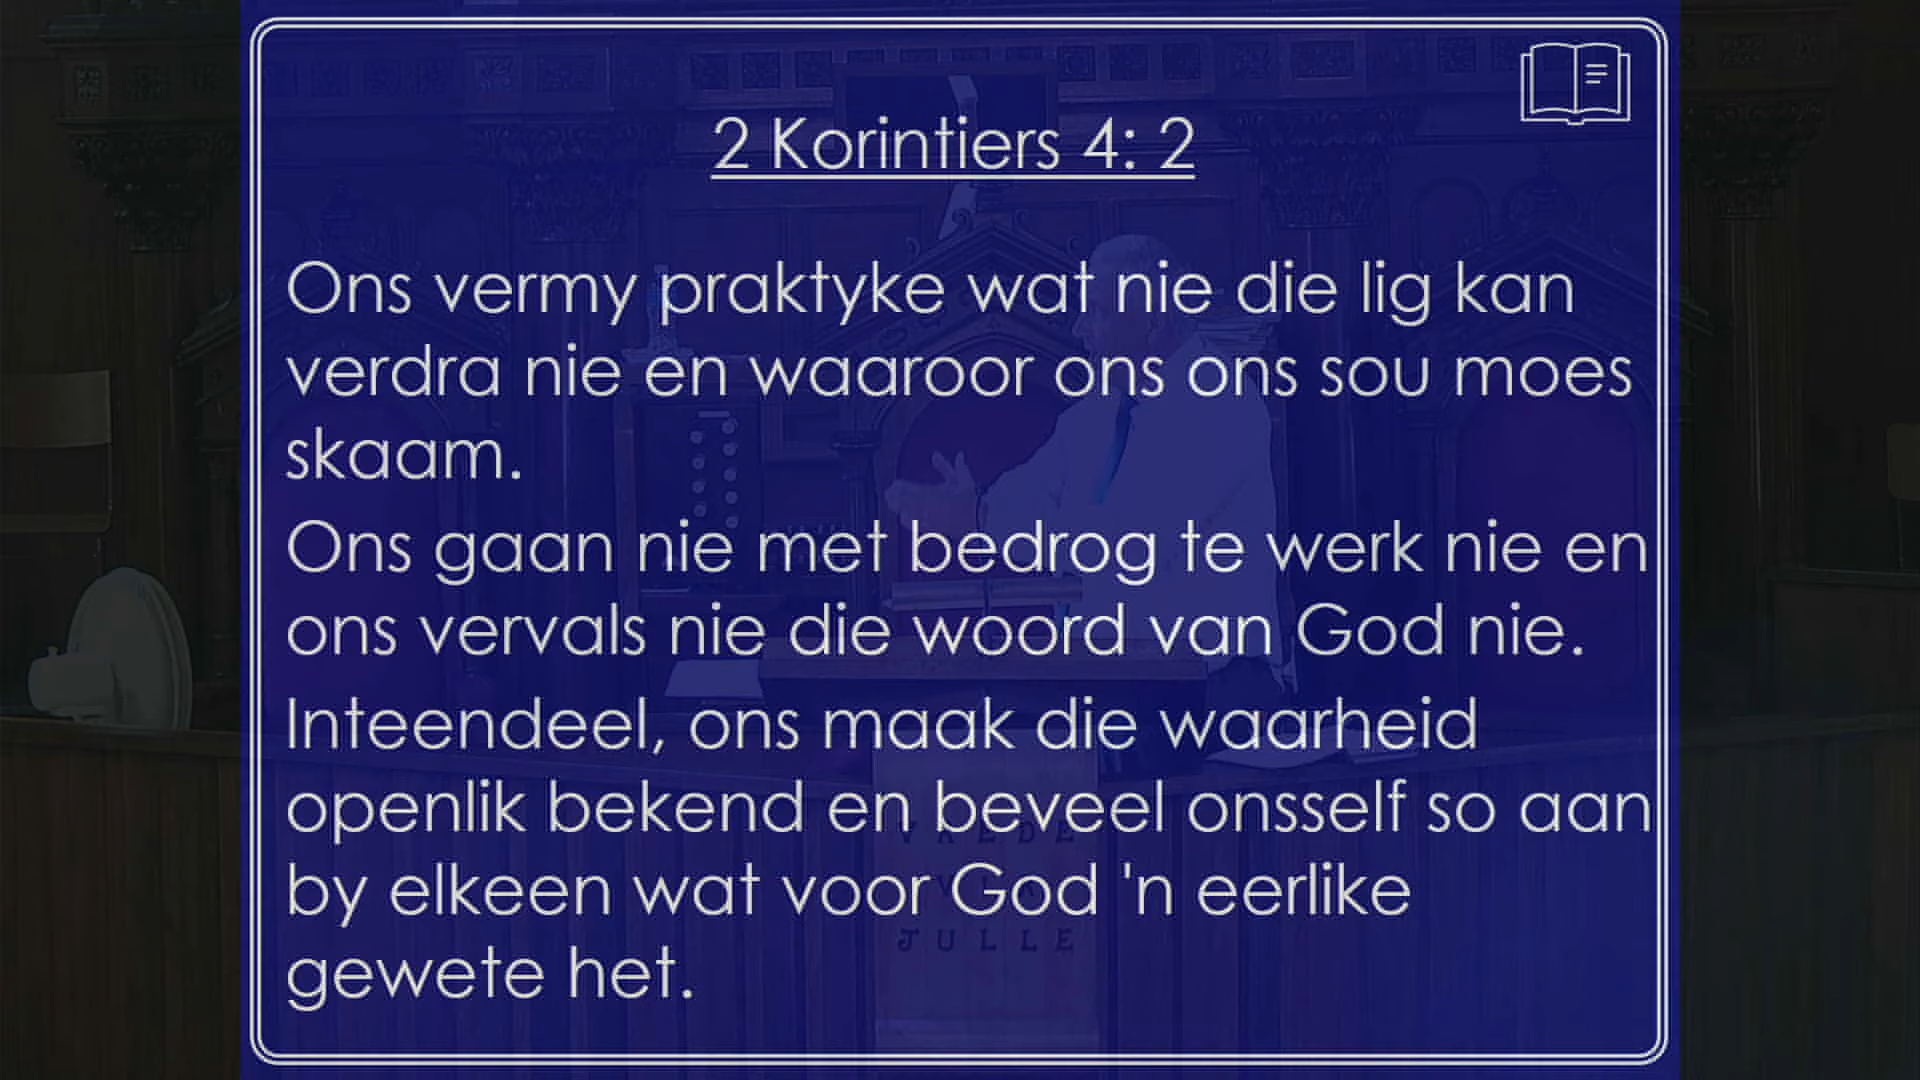 2 Korintiers 4: 2
Ons vermy praktyke wat nie die lig kan
verdra nie en waaroor ons ons sou moes
skaam.
Ons gaan nie met bedrog te werk nie en
ons vervals nie die woord van God nie.
Inteendeel, ons maak die waarheid
openlik bekend en beveel onsself so aan
by elkeen wat voor God 'n eerlike
gewete het.
VREDE
VIR
JULLE